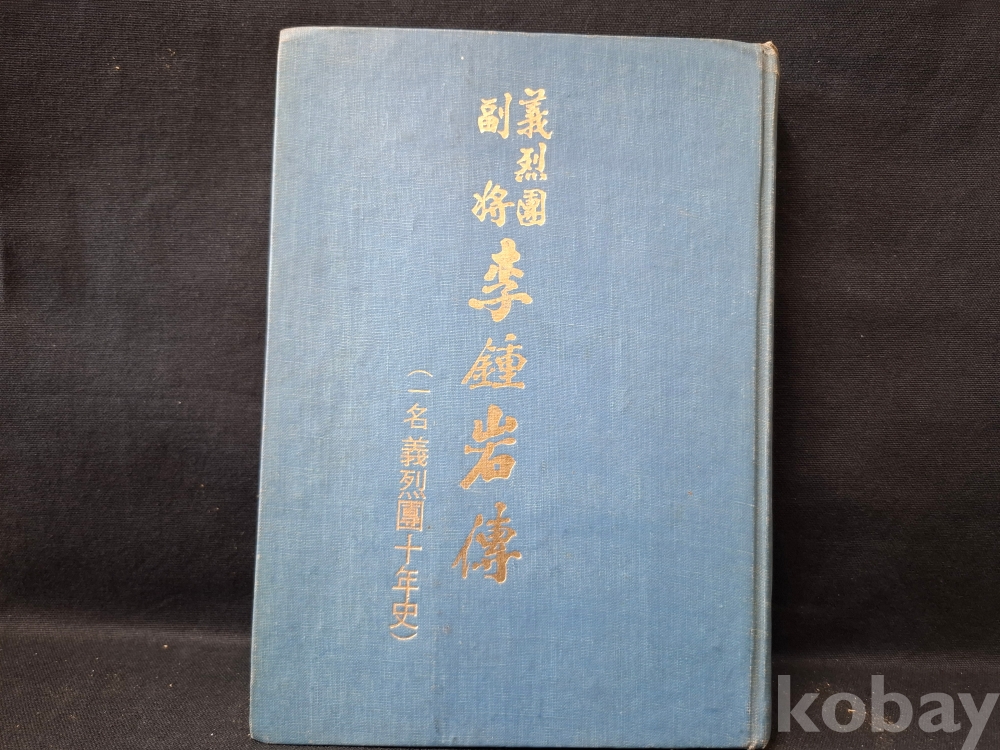 義烈團
副將
李鍾岩傳
(一名 義烈團十年史)
kobay